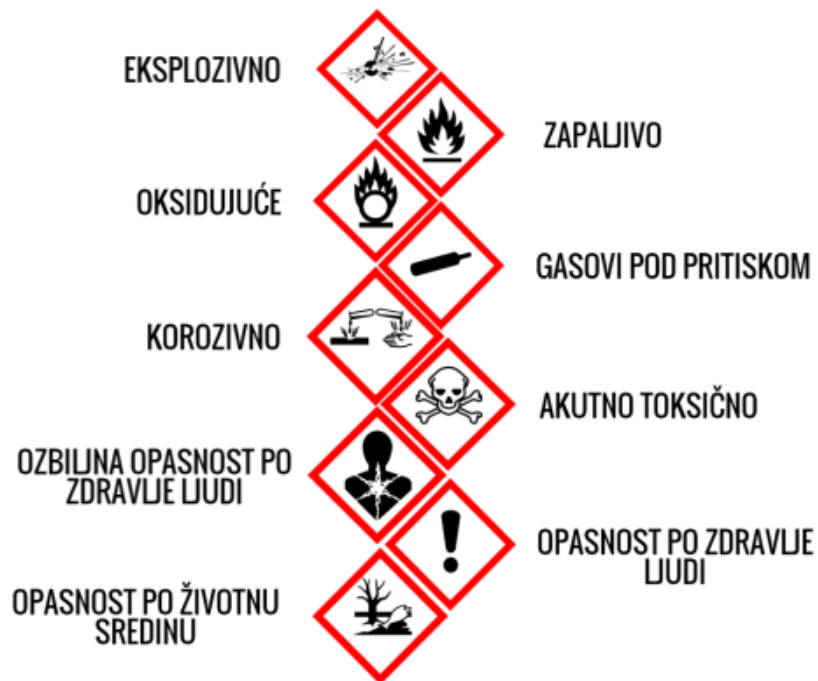 EKSPLOZIVNO
ZAPALJIVO
OKSIDUJUĆE
GASOVI POD PRITISKOM
KOROZIVNO
AKUTNO TOKSIČNO
OZBILJNA OPASNOST PO
ZDRAVLJE LJUDI
OPASNOST PO ZDRAVLJE
LJUDI
OPASNOST PO ŽIVOTNU
SREDINU